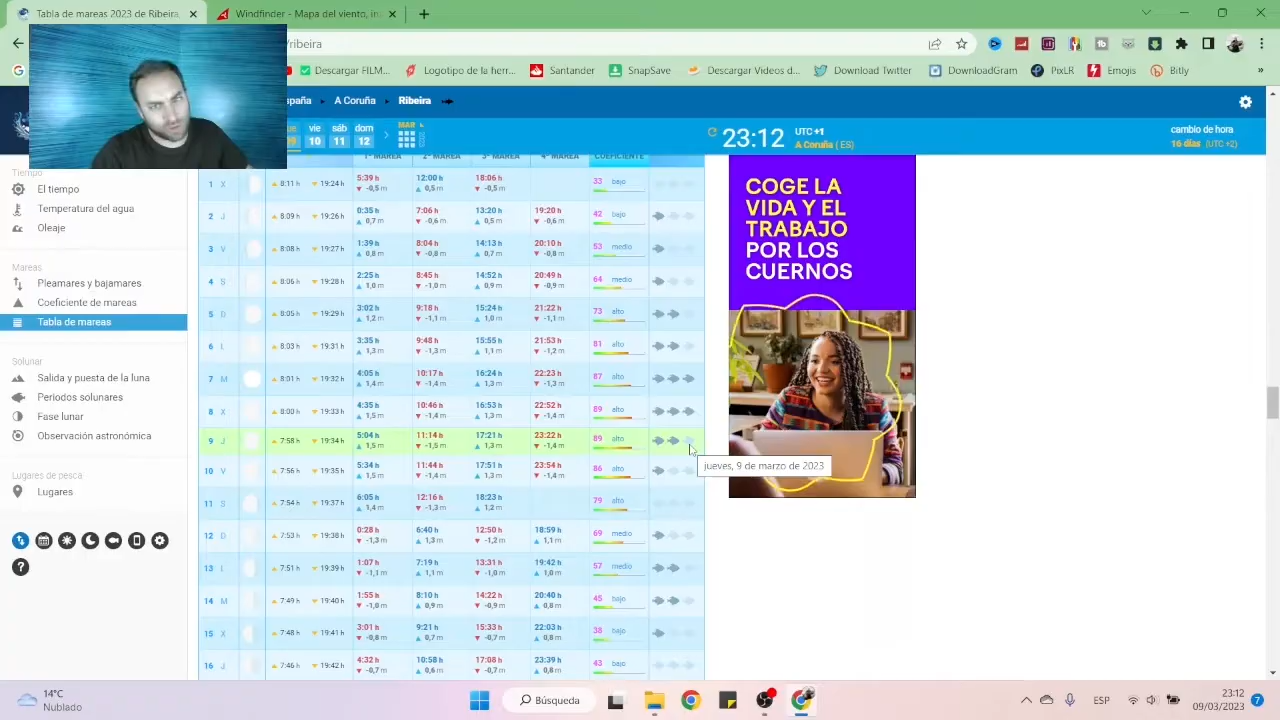 Tabla de mareas 2023 de Ribeira,
Windfinder - Mapa del viento, in
ribeira
Descargar FILM...
Logotipo de la herr...
Santander
SnapSave
Descargar Vídeos d...
Download Twitter
DownloadGram
PixLR
Emojis
Bitly
»
España
A Coruña
Ribeira
vie
sáb
dom
MAR
10
11
12
23:12
UTC +1
A Coruña (ES)
cambio de hora
16 días (UTC +2)
1ª MAREA
2ª MAREA
3ª MAREA
4ª MAREA
COEFICIENTE
Tiempo
El tiempo
Temperatura del agua
Oleaje
Mareas
Pleamares y bajamares
Coeficiente de mareas
Tabla de mareas
Solunar
Salida y puesta de la luna
Periodos solunares
Fase lunar
Observación astronómica
Lugares de pesca
Lugares
1 X 8:11 h 19:24 h 5:39 h 12:00 h 18:06 h 33 bajo
-0,5 m 0,5 m -0,5 m
2 J 8:09 h 19:26 h 0:35 h 7:06 h 13:20 h 19:20 h 42 bajo
0,7 m -0,6 m 0,5 m -0,6 m
3 V 8:08 h 19:27 h 1:39 h 8:04 h 14:13 h 20:10 h 53 medio
0,8 m -0,8 m 0,7 m -0,8 m
4 S 8:06 h 19:28 h 2:25 h 8:45 h 14:52 h 20:49 h 64 medio
1,0 m -1,0 m 0,9 m -0,9 m
5 D 8:05 h 19:29 h 3:02 h 9:18 h 15:24 h 21:22 h 73 alto
1,2 m -1,1 m 1,0 m -1,1 m
6 L 8:03 h 19:31 h 3:35 h 9:48 h 15:55 h 21:53 h 81 alto
1,3 m -1,3 m 1,1 m -1,2 m
7 M 8:01 h 19:32 h 4:05 h 10:17 h 16:24 h 22:23 h 87 alto
1,4 m -1,4 m 1,3 m -1,3 m
8 X 8:00 h 19:33 h 4:35 h 10:46 h 16:53 h 22:52 h 89 alto
1,5 m -1,4 m 1,3 m -1,4 m
9 J 7:58 h 19:34 h 5:04 h 11:14 h 17:21 h 23:22 h 89 alto
1,5 m -1,5 m 1,3 m -1,4 m
10 V 7:56 h 19:35 h 5:34 h 11:44 h 17:51 h 23:54 h 86 alto
1,5 m -1,4 m 1,3 m -1,4 m
11 S 7:54 h 19:37 h 6:05 h 12:16 h 18:23 h 79 alto
1,4 m -1,3 m 1,2 m
12 D 7:53 h 19:38 h 0:28 h 6:40 h 12:50 h 18:59 h 69 medio
-1,3 m 1,3 m -1,2 m 1,1 m
13 L 7:51 h 19:39 h 1:07 h 7:19 h 13:31 h 19:42 h 57 medio
-1,1 m 1,1 m -1,0 m 1,0 m
14 M 7:49 h 19:40 h 1:55 h 8:10 h 14:22 h 20:40 h 45 bajo
-1,0 m 0,9 m -0,9 m 0,8 m
15 X 7:48 h 19:41 h 3:01 h 9:21 h 15:33 h 22:03 h 38 bajo
-0,8 m 0,7 m -0,7 m 0,8 m
16 J 7:46 h 19:42 h 4:32 h 10:58 h 17:08 h 23:39 h 43 bajo
-0,7 m 0,6 m -0,7 m 0,8 m
jueves, 9 de marzo de 2023
COGE LA
VIDA Y EL
TRABAJO
POR LOS
CUERNOS
14°C
Nublado
Búsqueda
ESP
23:12
09/03/2023
7